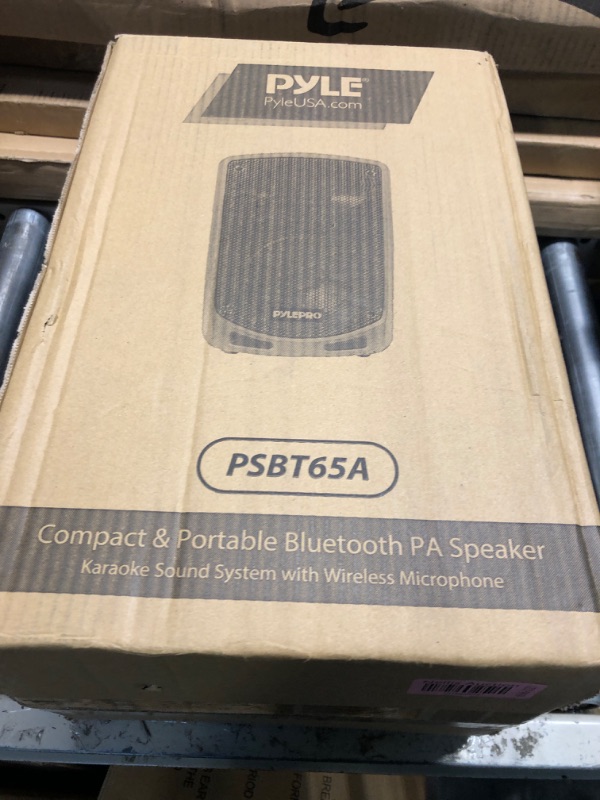 PYLE®
PyleUSA.com
PYLEPRO
PSBT65A
Compact & Portable Bluetooth PA Speaker
Karaoke Sound System with Wireless Microphone